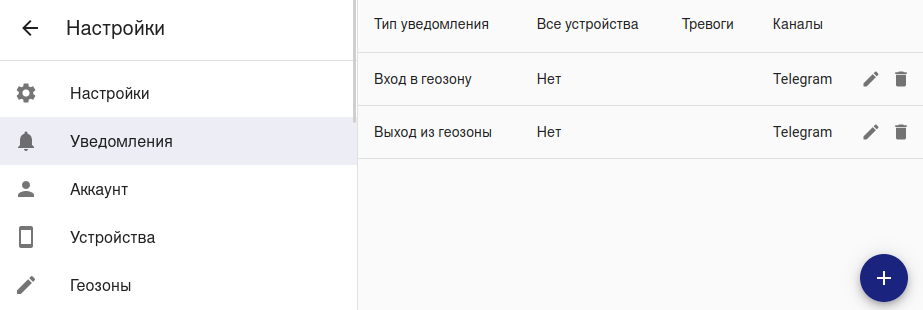 Настройки
Настройки
Уведомления
Аккаунт
Устройства
Геозоны
Тип уведомления Все устройства Тревоги Каналы
Вход в геозону Нет Telegram
Выход из геозоны Нет Telegram